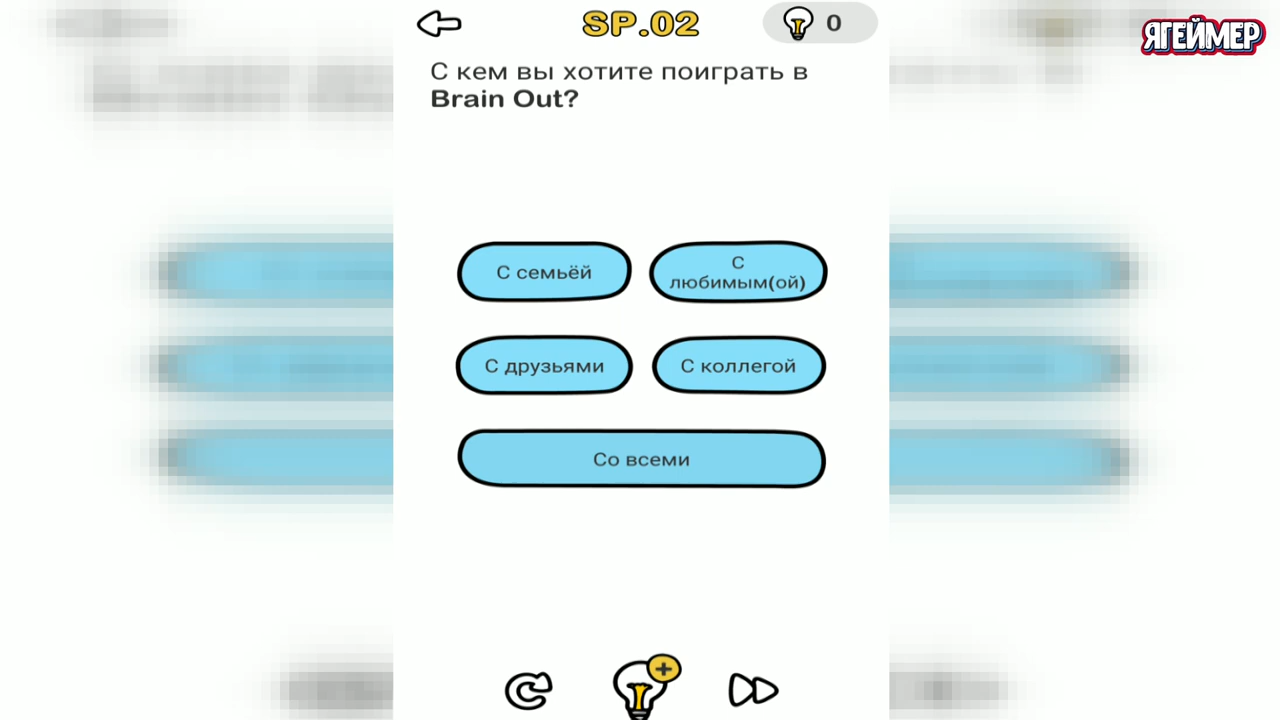 SP.02
0
ЯГЕЙМЕР
С кем вы хотите поиграть в
Brain Out?
С семьёй
С
любимым(ой)
С друзьями
С коллегой
Со всеми